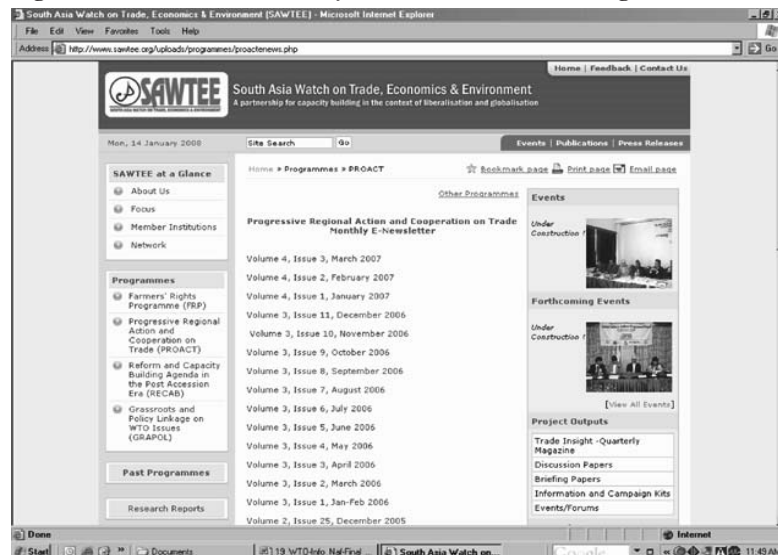 South Asia Watch on Trade, Economics & Environment [SAWTEE] - Microsoft Internet Explorer
File Edit View Favorites Tools Help
Address http://www.sawtee.org/uploads/programmes/proactenews.php Go
Home | Feedback | Contact Us
SAWTEE
SOUTH ASIA WATCH ON TRADE, ECONOMICS & ENVIRONMENT
South Asia Watch on Trade, Economics & Environment
A partnership for capacity building in the context of liberalisation and globalisation
Mon, 14 January 2008
Site Search Go
Events | Publications | Press Releases
SAWTEE at a Glance
About Us
Focus
Member Institutions
Network
Programmes
Farmers' Rights
Programme (FRP)
Progressive Regional
Action and
Cooperation on
Trade (PROACT)
Reform and Capacity
Building Agenda in
the Post Accession
Era (RECAB)
Grassroots and
Policy Linkage on
WTO Issues
(GRAPOL)
Past Programmes
Research Reports
Home » Programmes » PROACT
Bookmark page Print page Email page
Other Programmes
Progressive Regional Action and Cooperation on Trade
Monthly E-Newsletter
Volume 4, Issue 3, March 2007
Volume 4, Issue 2, February 2007
Volume 4, Issue 1, January 2007
Volume 3, Issue 11, December 2006
Volume 3, Issue 10, November 2006
Volume 3, Issue 9, October 2006
Volume 3, Issue 8, September 2006
Volume 3, Issue 7, August 2006
Volume 3, Issue 6, July 2006
Volume 3, Issue 5, June 2006
Volume 3, Issue 4, May 2006
Volume 3, Issue 3, April 2006
Volume 3, Issue 2, March 2006
Volume 3, Issue 1, Jan-Feb 2006
Volume 2, Issue 25, December 2005
Events
Under
Construction !
Forthcoming Events
Under
Construction !
[View All Events]
Project Outputs
Trade Insight -Quarterly
Magazine
Discussion Papers
Briefing Papers
Information and Campaign Kits
Events/Forums
Done Internet
Start Documents 19 WTO-Info Nal-Final ... South Asia Watch on... Google 11:49 AM